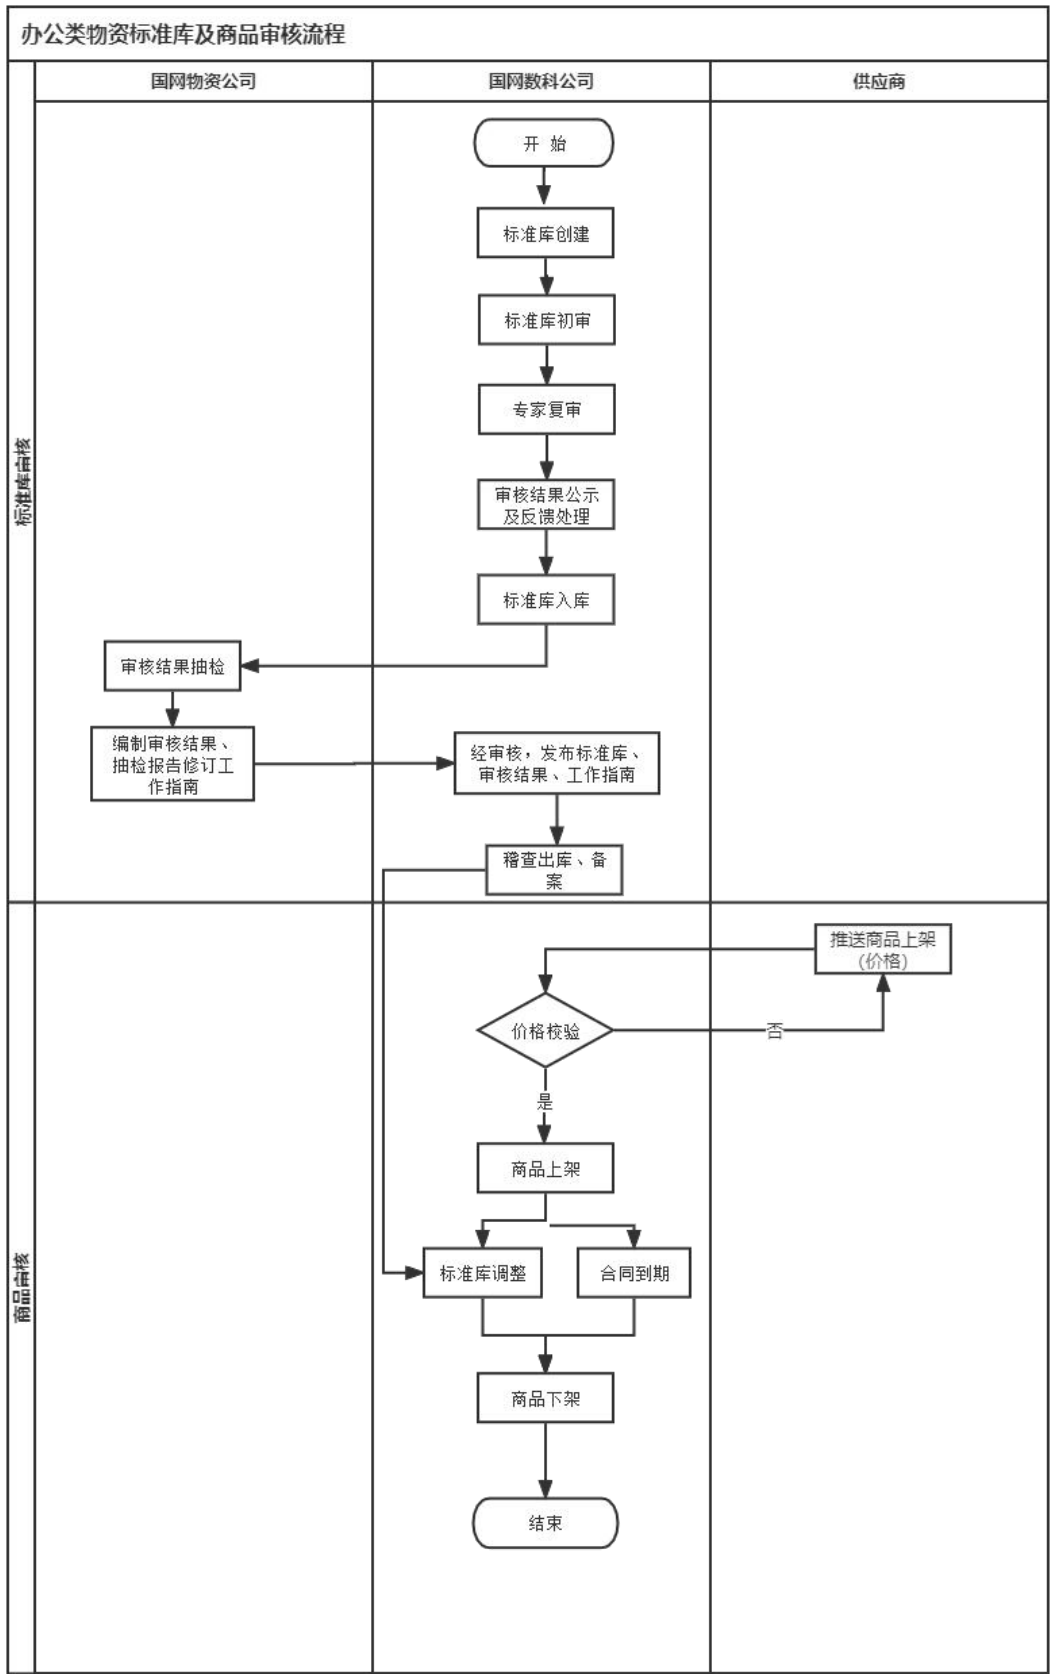 办公类物资标准库及商品审核流程
国网物资公司
国网数科公司
供应商
标准库审核
开 始
标准库创建
标准库初审
专家复审
审核结果公示
及反馈处理
标准库入库
审核结果抽检
编制审核结果、
抽检报告修订工
作指南
经审核，发布标准库、
审核结果、工作指南
稽查出库、备
案
商品审核
推送商品上架
(价格)
价格校验
否
是
商品上架
标准库调整
合同到期
商品下架
结束